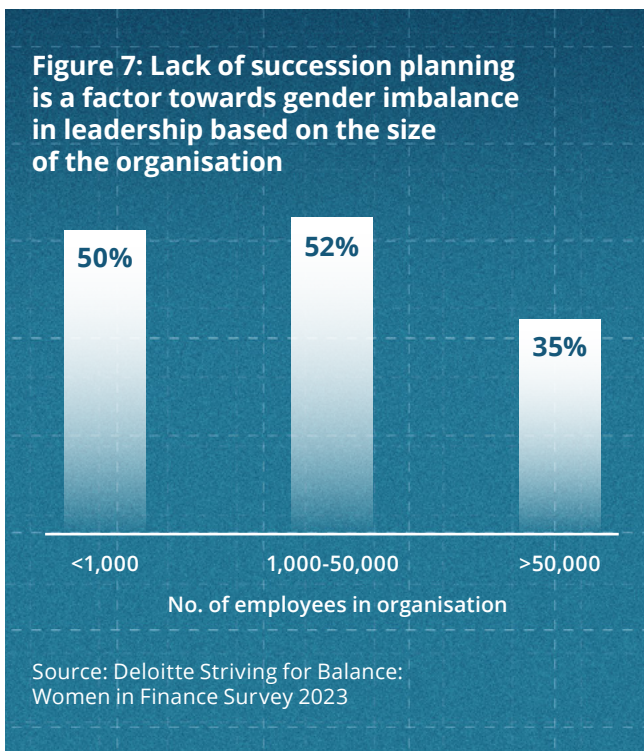 Figure 7: Lack of succession planning
is a factor towards gender imbalance
in leadership based on the size
of the organisation
50%
52%
35%
<1,000
1,000-50,000
>50,000
No. of employees in organisation
Source: Deloitte Striving for Balance:
Women in Finance Survey 2023